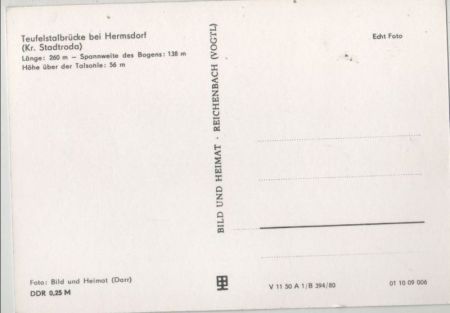 Teufelstalbrücke bei Hermsdorf
(Kr. Stadtroda)
Länge: 260 m – Spannweite des Bogens: 138 m
Höhe über der Talsohle: 56 m
Echt Foto
BILD UND HEIMAT · REICHENBACH (VOGTL)
Foto: Bild und Heimat (Darr)
DDR 0,25 M
V 11 50 A 1/B 394/80
01 10 09 006